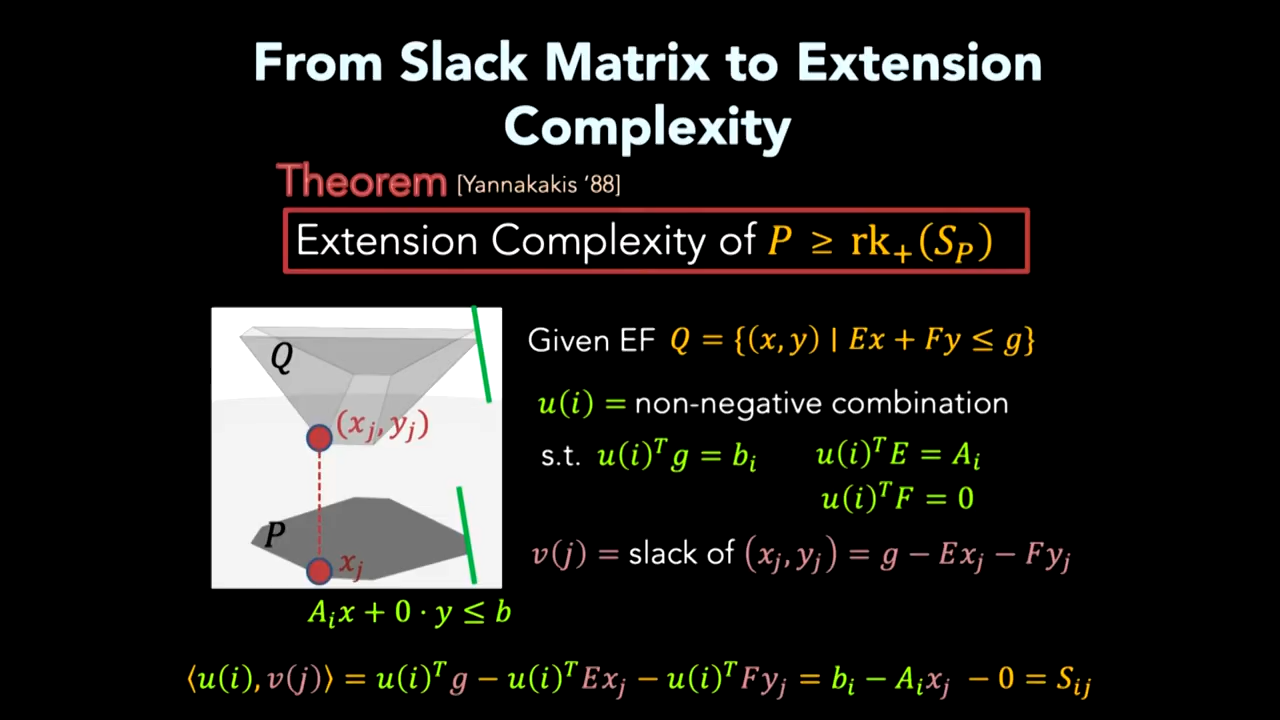 From Slack Matrix to Extension
Complexity
Theorem [Yannakakis '88]
Extension Complexity of P ≥ rk₊(S_P)
Q
Given EF Q = {(x, y) | Ex + Fy ≤ g}
u(i) = non-negative combination
(x_j, y_j)
s.t. u(i)^T g = b_i u(i)^T E = A_i
u(i)^T F = 0
P
v(j) = slack of (x_j, y_j) = g − Ex_j − Fy_j
x_j
A_i x + 0 · y ≤ b
⟨u(i), v(j)⟩ = u(i)^T g − u(i)^T Ex_j − u(i)^T Fy_j = b_i − A_i x_j − 0 = S_ij